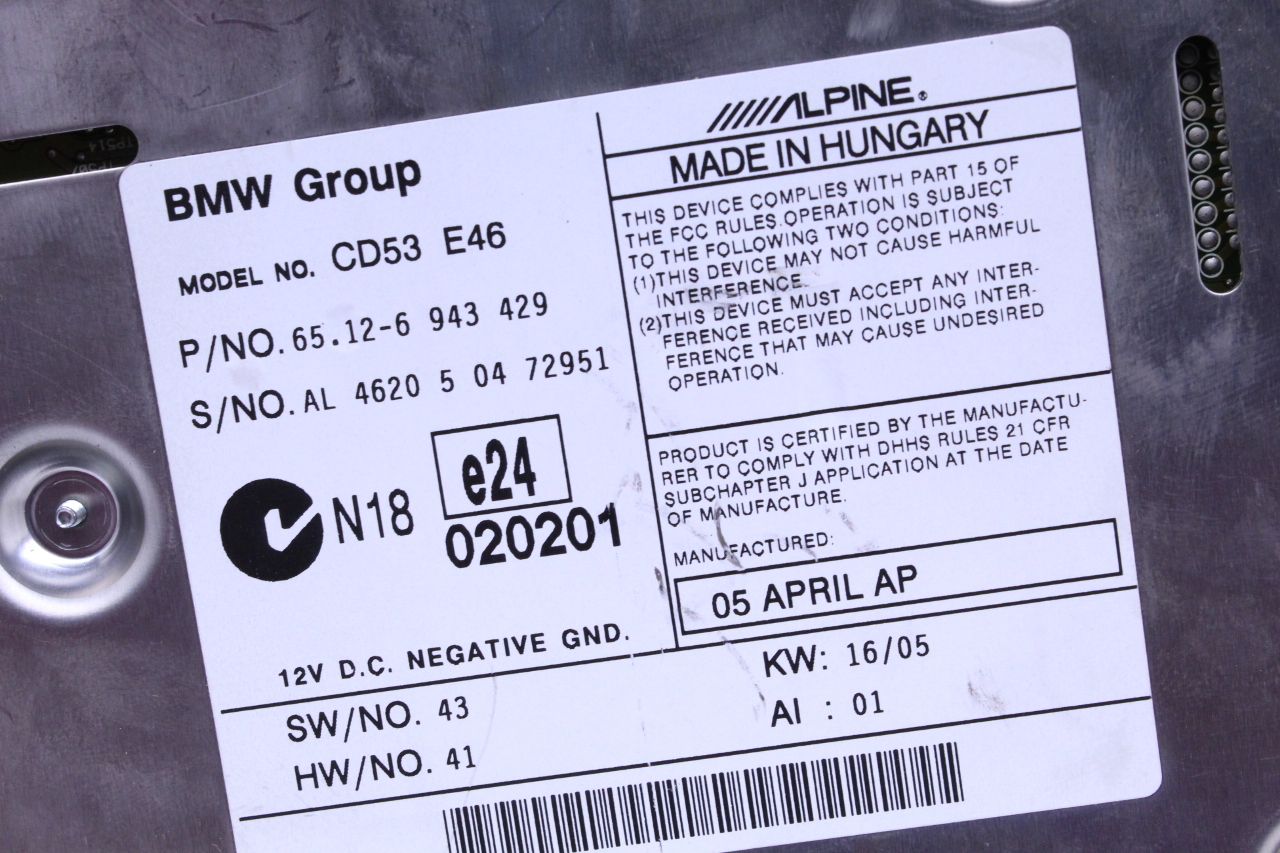 BMW Group
MODEL NO. CD53 E46
P/NO. 65.12-6 943 429
S/NO. AL 4620 5 04 72951
N18
e24
020201
12V D.C. NEGATIVE GND.
ALPINE®
MADE IN HUNGARY
THIS DEVICE COMPLIES WITH PART 15 OF
THE FCC RULES.OPERATION IS SUBJECT
TO THE FOLLOWING TWO CONDITIONS:
(1)THIS DEVICE MAY NOT CAUSE HARMFUL
INTERFERENCE
(2)THIS DEVICE MUST ACCEPT ANY INTER-
FERENCE RECEIVED INCLUDING INTER-
FERENCE THAT MAY CAUSE UNDESIRED
OPERATION.
PRODUCT IS CERTIFIED BY THE MANUFACTU-
RER TO COMPLY WITH DHHS RULES 21 CFR
SUBCHAPTER J APPLICATION AT THE DATE
OF MANUFACTURE.
MANUFACTURED:
05 APRIL AP
SW/NO. 43
HW/NO. 41
KW: 16/05
AI : 01
TP514